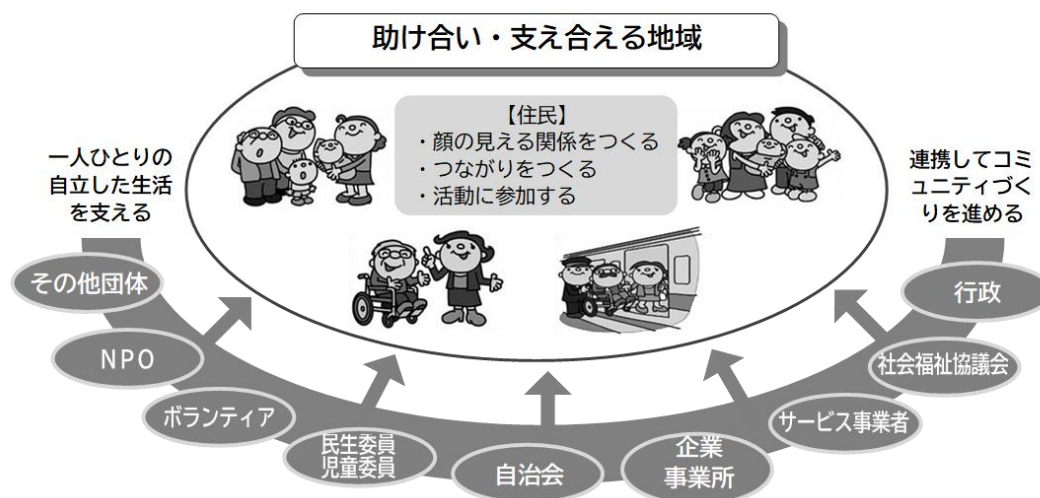 助け合い・支え合える地域
【住民】
・顔の見える関係をつくる
・つながりをつくる
・活動に参加する
一人ひとりの
自立した生活
を支える
連携してコミ
ュニティづく
りを進める
その他団体
NPO
ボランティア
民生委員
児童委員
自治会
企業
事業所
サービス事業者
社会福祉協議会
行政